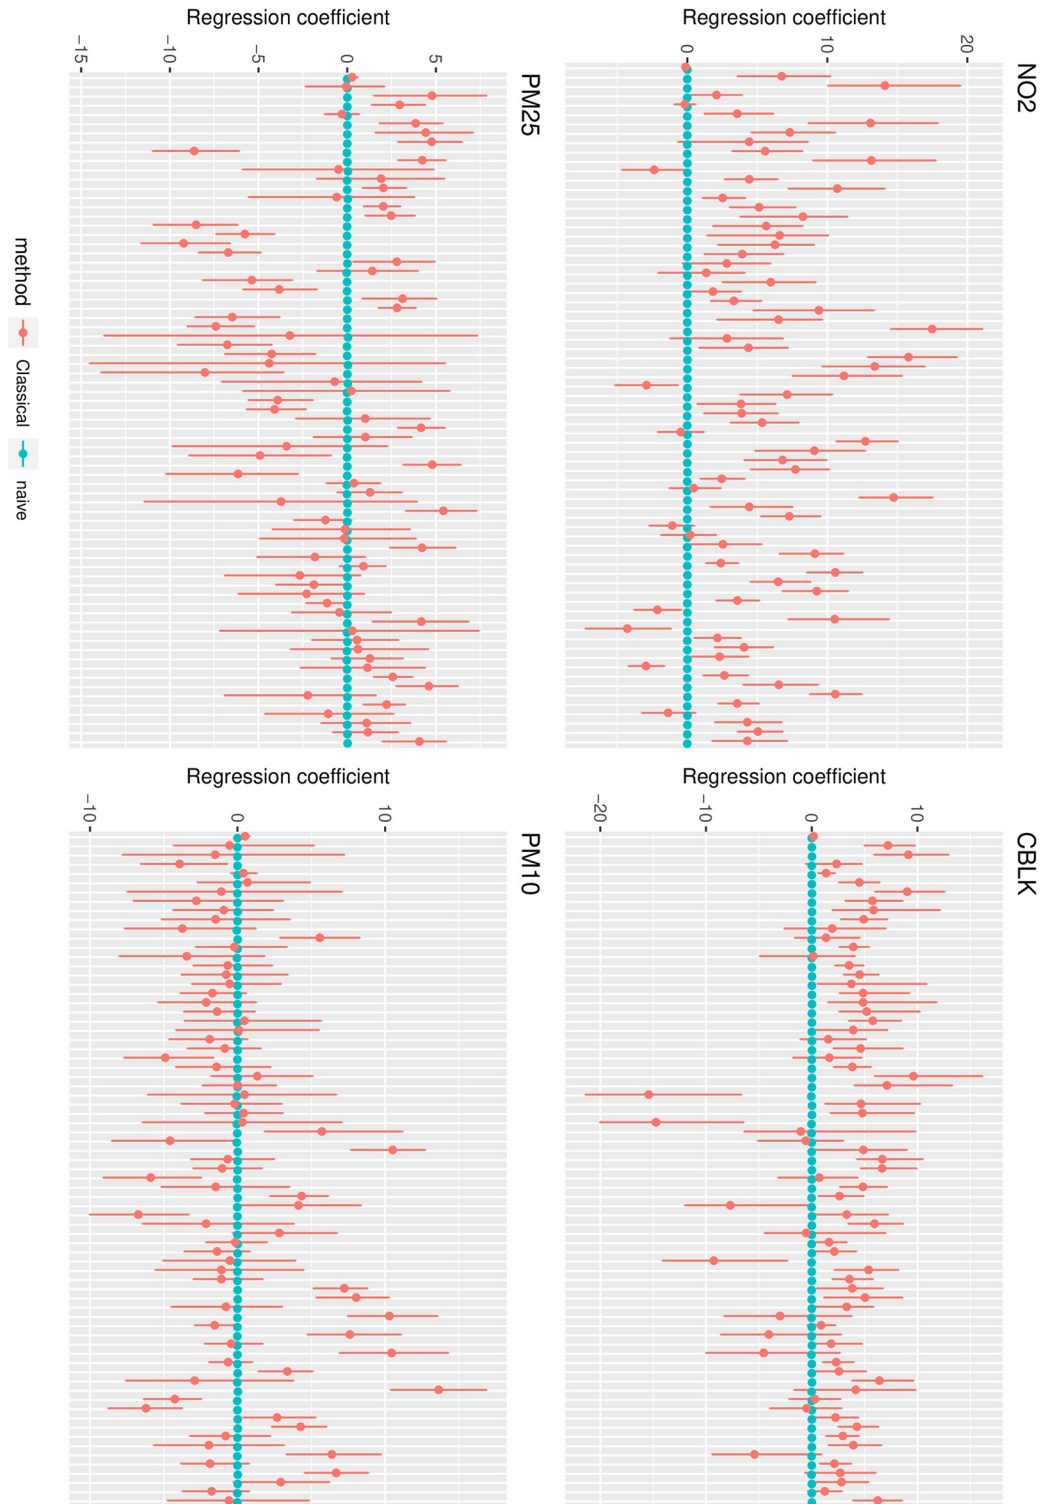 NO2
Regression coefficient
0
10
20
CBLK
Regression coefficient
−20
−10
0
10
PM25
Regression coefficient
−15
−10
−5
0
5
PM10
Regression coefficient
−10
0
10
method Classical naive